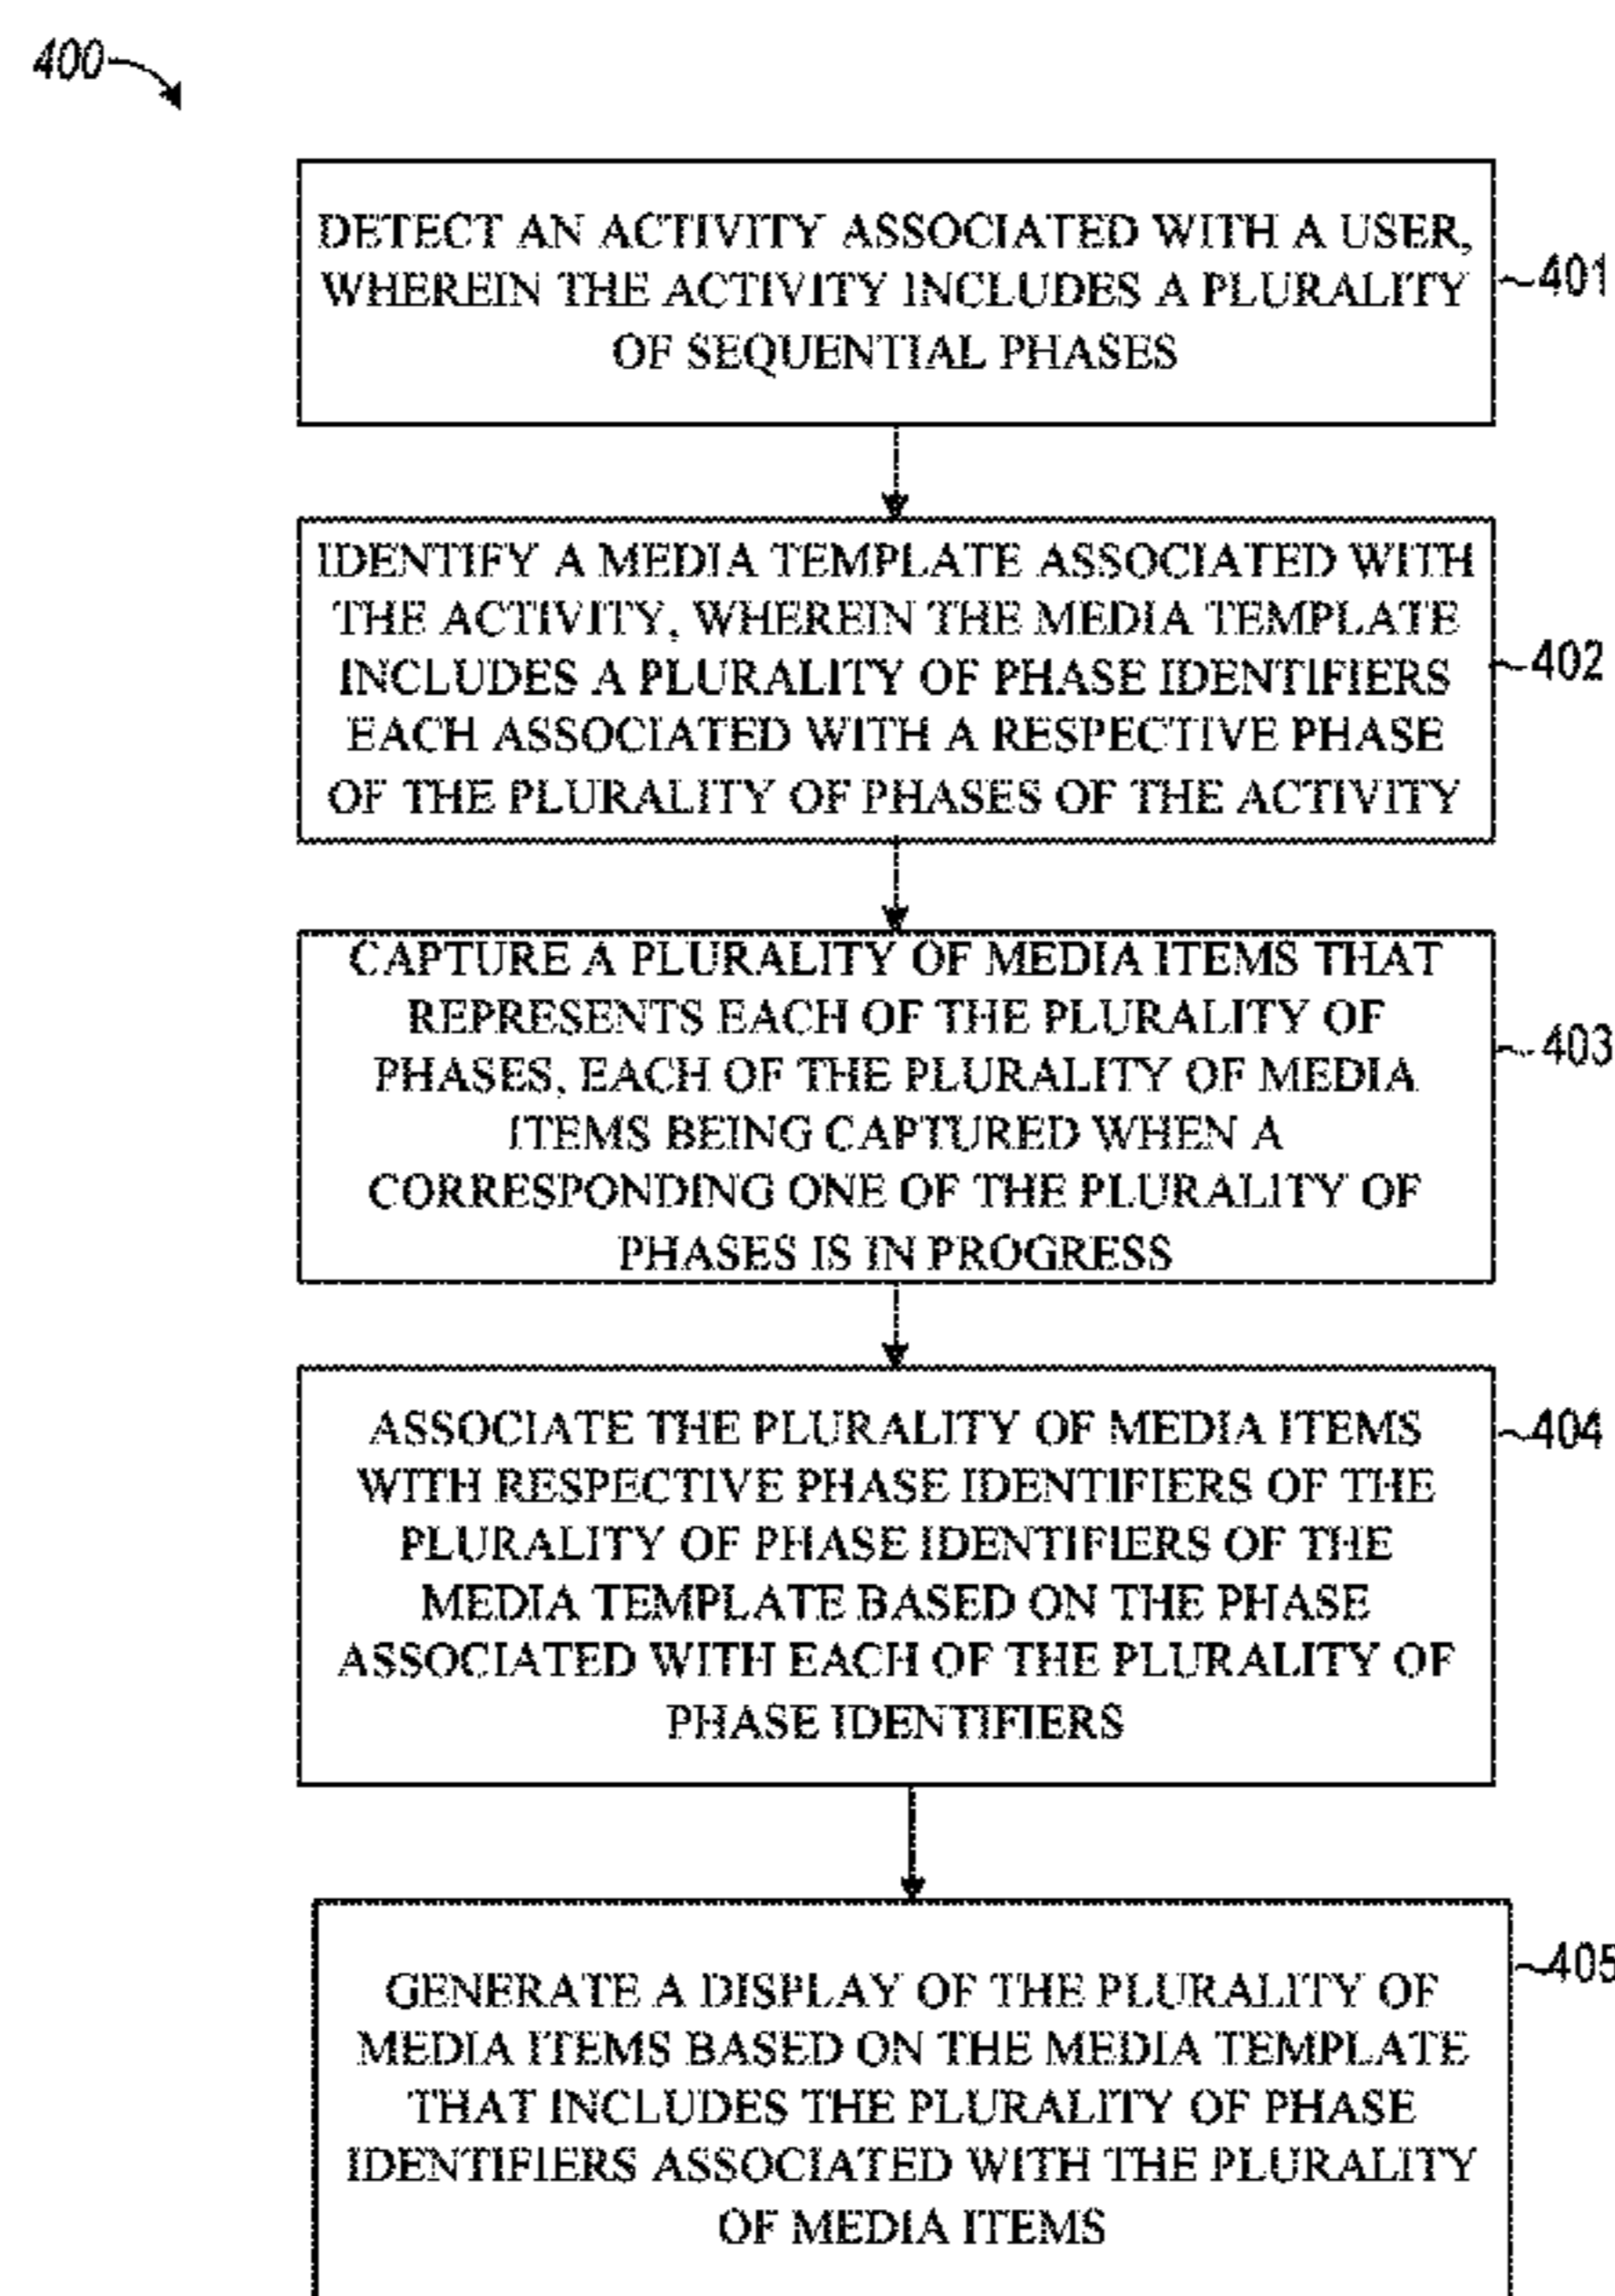 400
DETECT AN ACTIVITY ASSOCIATED WITH A USER,
WHEREIN THE ACTIVITY INCLUDES A PLURALITY
OF SEQUENTIAL PHASES
401
IDENTIFY A MEDIA TEMPLATE ASSOCIATED WITH
THE ACTIVITY, WHEREIN THE MEDIA TEMPLATE
INCLUDES A PLURALITY OF PHASE IDENTIFIERS
EACH ASSOCIATED WITH A RESPECTIVE PHASE
OF THE PLURALITY OF PHASES OF THE ACTIVITY
402
CAPTURE A PLURALITY OF MEDIA ITEMS THAT
REPRESENTS EACH OF THE PLURALITY OF
PHASES, EACH OF THE PLURALITY OF MEDIA
ITEMS BEING CAPTURED WHEN A
CORRESPONDING ONE OF THE PLURALITY OF
PHASES IS IN PROGRESS
403
ASSOCIATE THE PLURALITY OF MEDIA ITEMS
WITH RESPECTIVE PHASE IDENTIFIERS OF THE
PLURALITY OF PHASE IDENTIFIERS OF THE
MEDIA TEMPLATE BASED ON THE PHASE
ASSOCIATED WITH EACH OF THE PLURALITY OF
PHASE IDENTIFIERS
404
GENERATE A DISPLAY OF THE PLURALITY OF
MEDIA ITEMS BASED ON THE MEDIA TEMPLATE
THAT INCLUDES THE PLURALITY OF PHASE
IDENTIFIERS ASSOCIATED WITH THE PLURALITY
OF MEDIA ITEMS
405